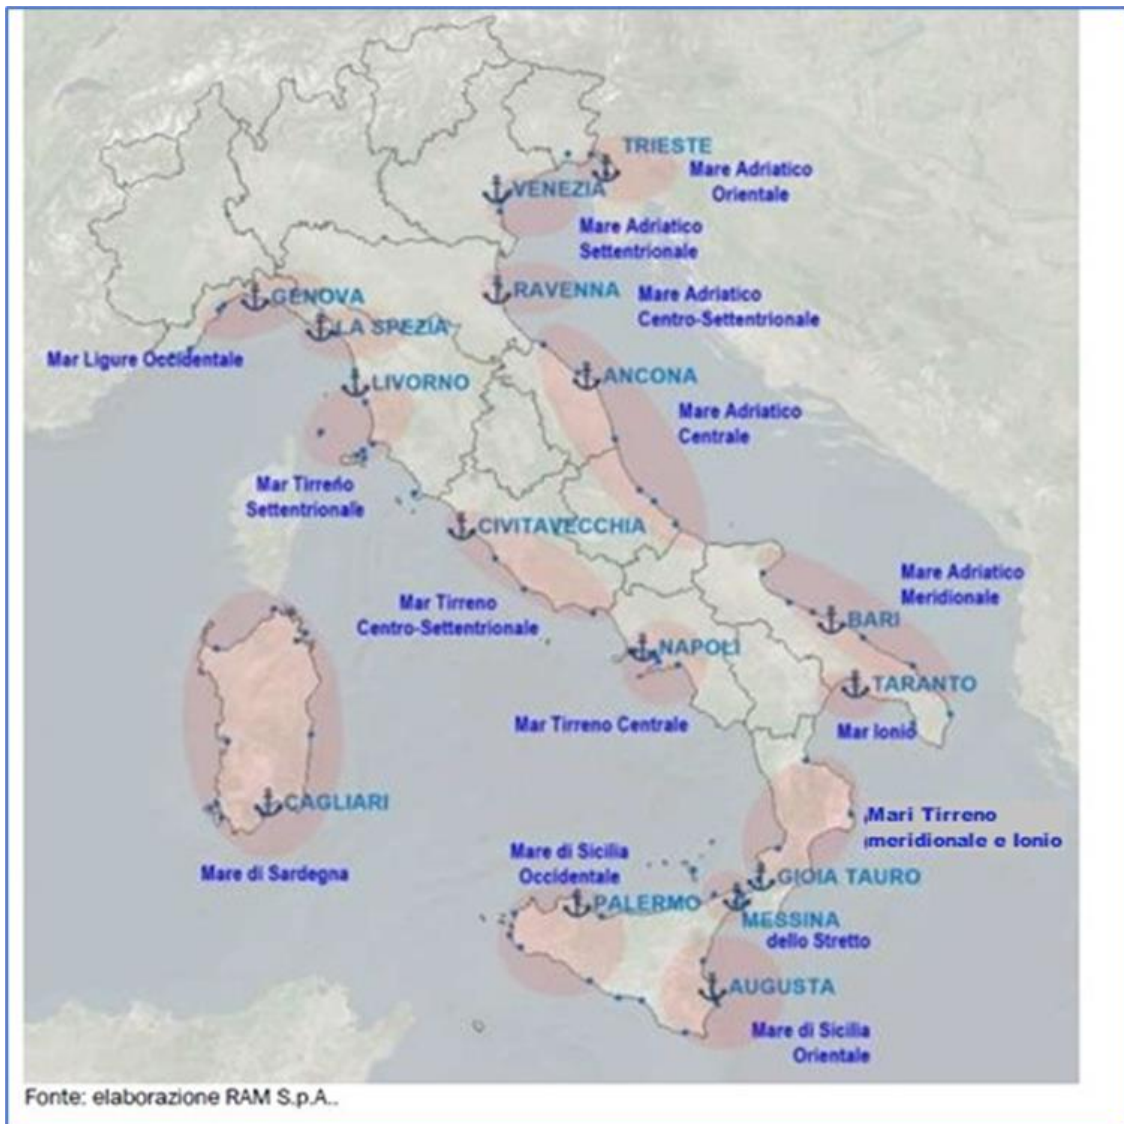 TRIESTE
Mare Adriatico
Orientale
VENEZIA
Mare Adriatico
Settentrionale
RAVENNA
Mare Adriatico
Centro-Settentrionale
GENOVA
LA SPEZIA
Mar Ligure Occidentale
LIVORNO
ANCONA
Mare Adriatico
Centrale
Mar Tirreno
Settentrionale
CIVITAVECCHIA
Mar Tirreno
Centro-Settentrionale
Mare Adriatico
Meridionale
BARI
NAPOLI
TARANTO
Mar Tirreno Centrale
Mar Ionio
CAGLIARI
Mare di Sardegna
Mari Tirreno
meridionale e Ionio
Mare di Sicilia
Occidentale
GIOIA TAURO
PALERMO
MESSINA
dello Stretto
AUGUSTA
Mare di Sicilia
Orientale
Fonte: elaborazione RAM S.p.A..